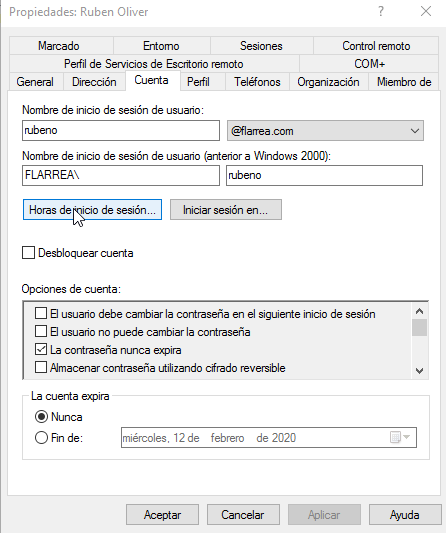 Propiedades: Ruben Oliver
Marcado Entorno Sesiones Control remoto
Perfil de Servicios de Escritorio remoto COM+
General Dirección Cuenta Perfil Teléfonos Organización Miembro de
Nombre de inicio de sesión de usuario:
rubeno @flarrea.com
Nombre de inicio de sesión de usuario (anterior a Windows 2000):
FLARREA\ rubeno
Horas de inicio de sesión... Iniciar sesión en...
Desbloquear cuenta
Opciones de cuenta:
El usuario debe cambiar la contraseña en el siguiente inicio de sesión
El usuario no puede cambiar la contraseña
La contraseña nunca expira
Almacenar contraseña utilizando cifrado reversible
La cuenta expira
Nunca
Fin de: miércoles, 12 de febrero de 2020
Aceptar Cancelar Aplicar Ayuda